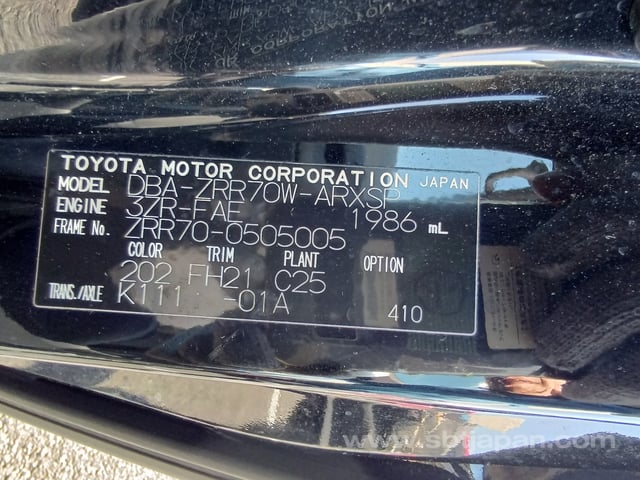 TOYOTA MOTOR CORPORATION JAPAN
MODEL DBA-ZRR70W-ARXSP
ENGINE 3ZR-FAE 1986 mL
FRAME No. ZRR70-0505005
COLOR TRIM PLANT OPTION
202 FH21 C25
TRANS./AXLE K111 -01A
410
www.sbtjapan.com